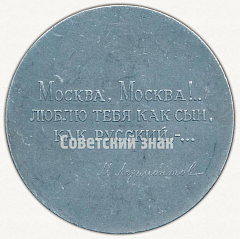 Москва, Москва!..
люблю тебя как сын,
Советский знак
как русский,-...
М Лермонтов